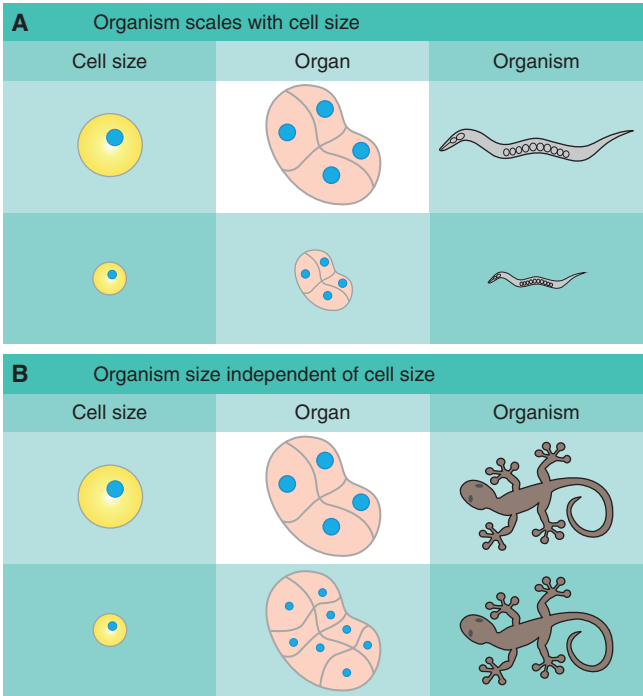 A Organism scales with cell size
Cell size Organ Organism
B Organism size independent of cell size
Cell size Organ Organism